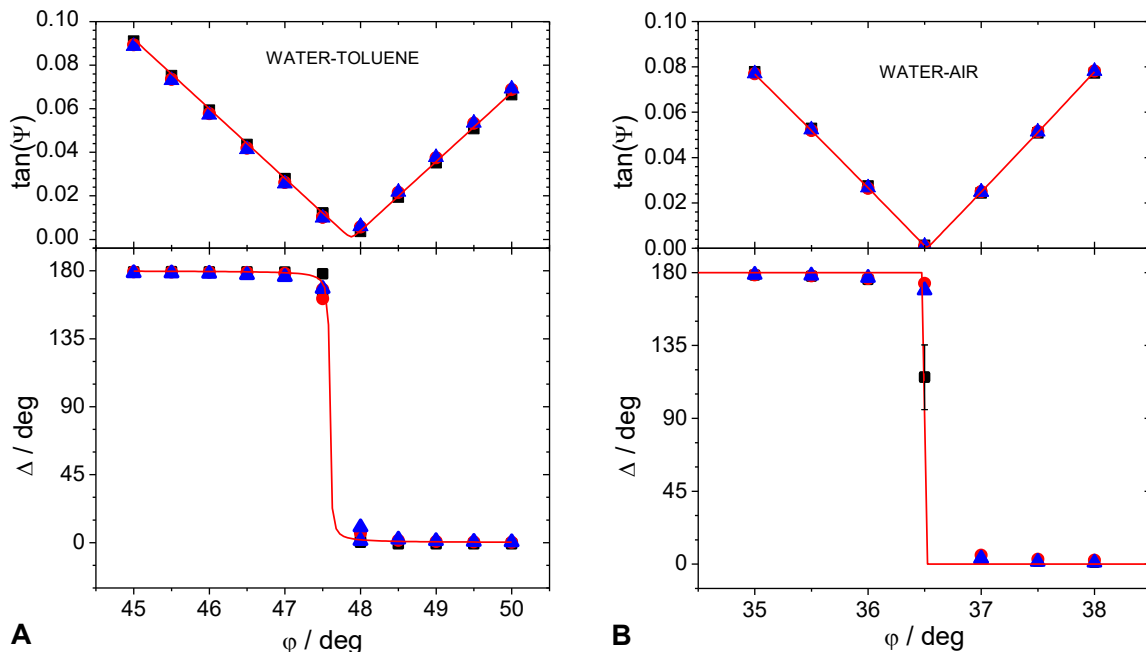 0.10
0.08
0.06
0.04
0.02
0.00
tan(Ψ)
WATER-TOLUENE
180
135
90
45
0
Δ / deg
45 46 47 48 49 50
φ / deg
A
0.10
0.08
0.06
0.04
0.02
0.00
tan(Ψ)
WATER-AIR
180
135
90
45
0
Δ / deg
35 36 37 38
φ / deg
B